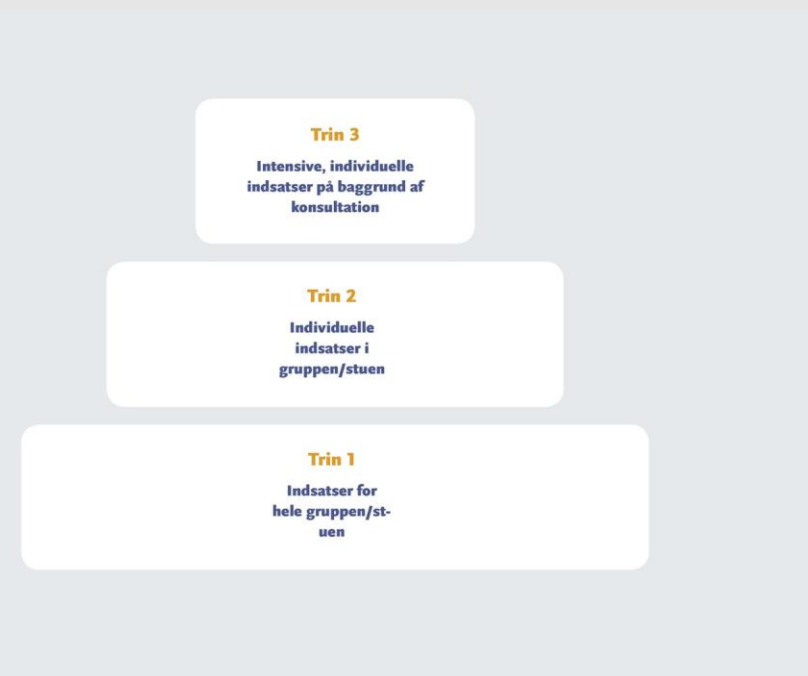 Trin 3
Intensive, individuelle
indsatser på baggrund af
konsultation
Trin 2
Individuelle
indsatser i
gruppen/stuen
Trin 1
Indsatser for
hele gruppen/st-
uen